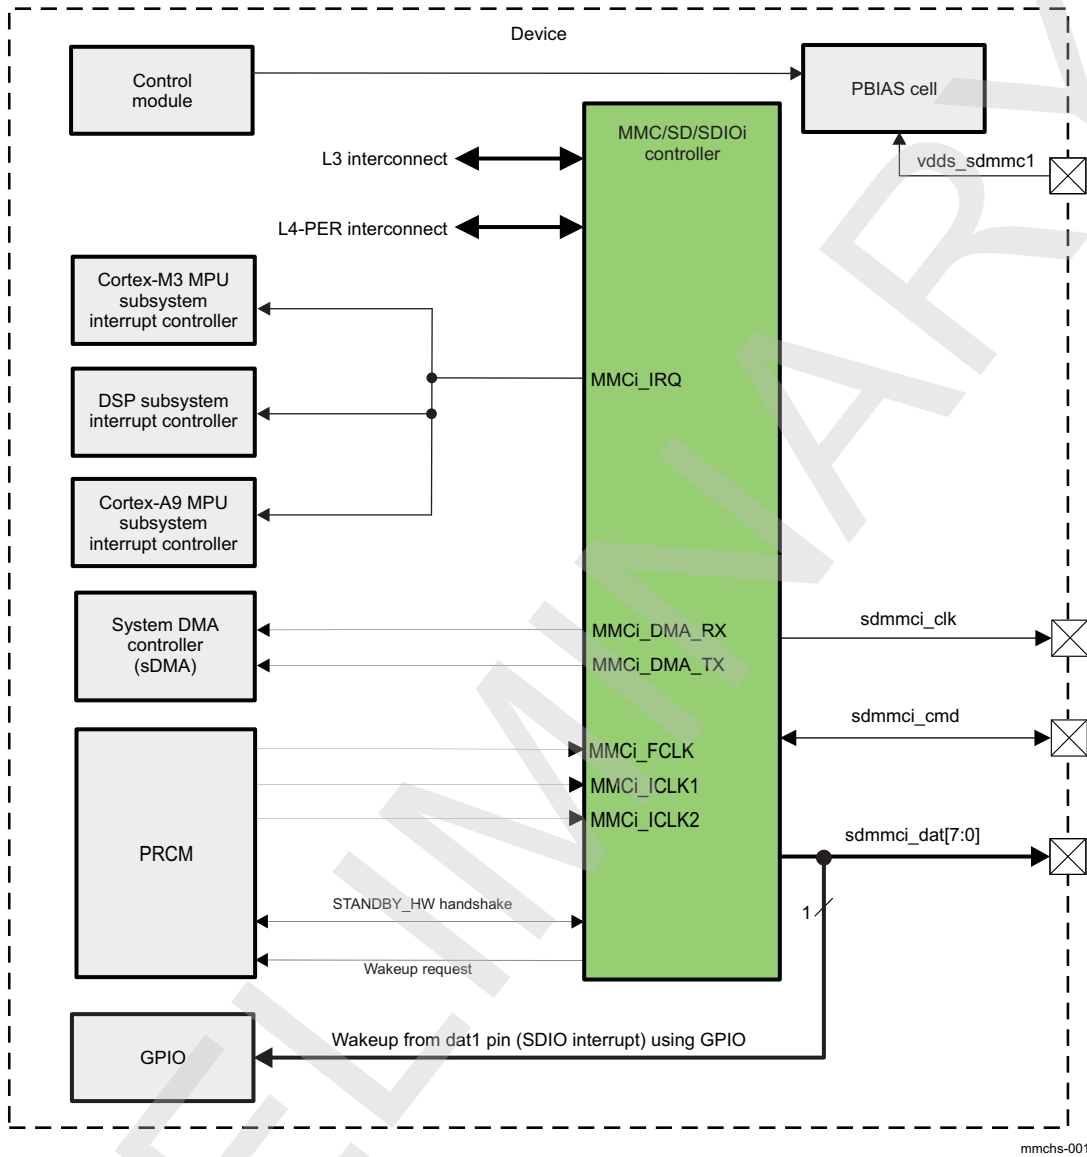 Device
Control
module
PBIAS cell
MMC/SD/SDIOi
controller
L3 interconnect
vdds_sdmmc1
L4-PER interconnect
Cortex-M3 MPU
subsystem
interrupt controller
MMCi_IRQ
DSP subsystem
interrupt controller
Cortex-A9 MPU
subsystem
interrupt controller
System DMA
controller
(sDMA)
MMCi_DMA_RX
MMCi_DMA_TX
sdmmci_clk
sdmmci_cmd
PRCM
MMCi_FCLK
MMCi_ICLK1
MMCi_ICLK2
sdmmci_dat[7:0]
STANDBY_HW handshake
1
Wakeup request
GPIO
Wakeup from dat1 pin (SDIO interrupt) using GPIO
mmchs-001
ELIMINARY